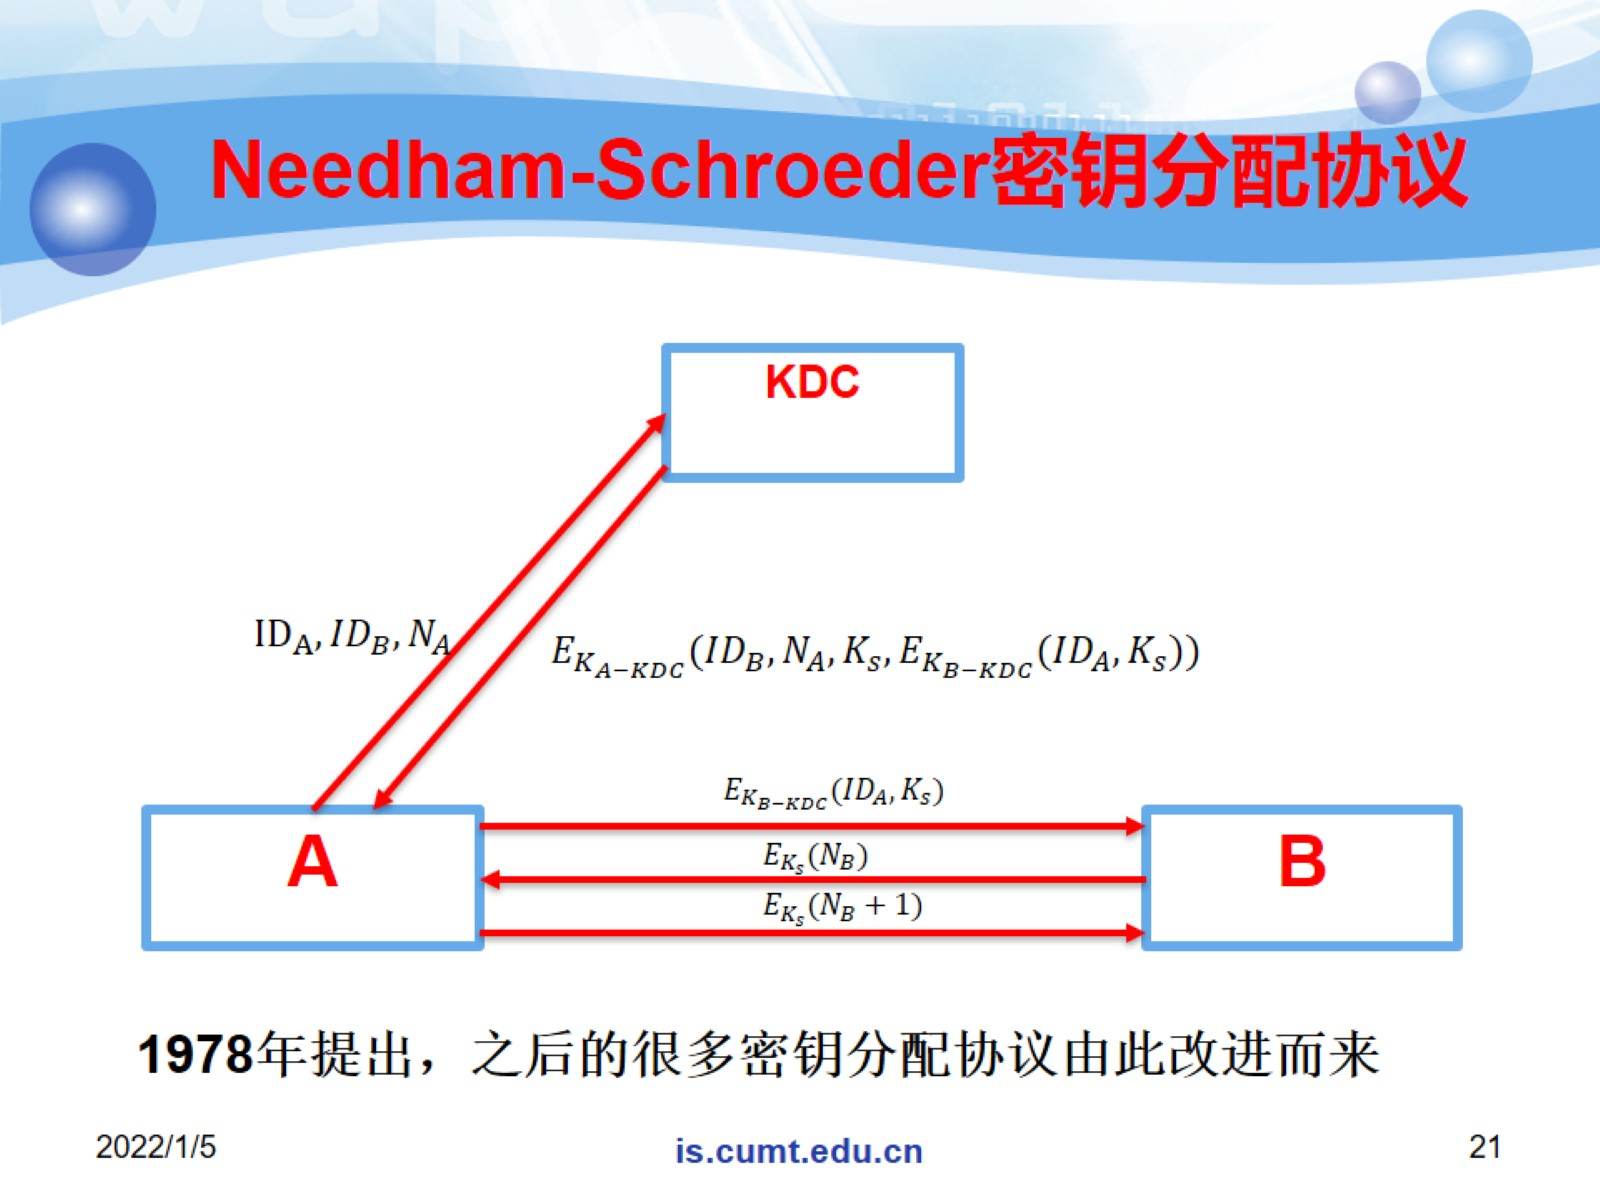 Needham-Schroeder密钥分配协议
KDC
ID_A, ID_B, N_A
E_{K_{A-KDC}}(ID_B, N_A, K_s, E_{K_{B-KDC}}(ID_A, K_s))
E_{K_{B-KDC}}(ID_A, K_s)
A
E_{K_s}(N_B)
B
E_{K_s}(N_B + 1)
1978年提出，之后的很多密钥分配协议由此改进而来
2022/1/5
is.cumt.edu.cn
21